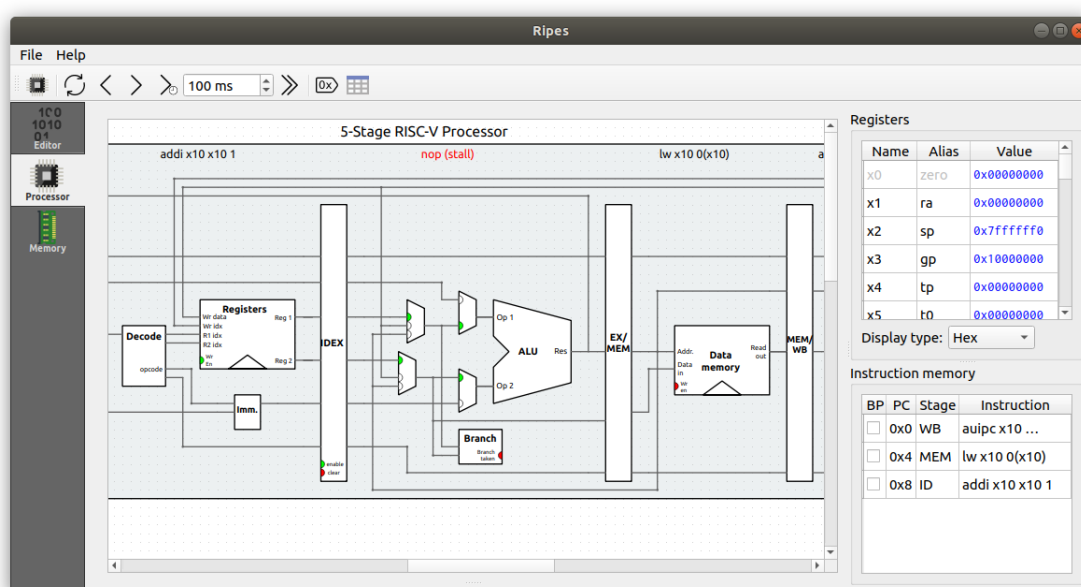 Ripes
File Help
100 ms
0x
Editor
Processor
Memory
5-Stage RISC-V Processor
addi x10 x10 1
nop (stall)
lw x10 0(x10)
a
Decode
opcode
Registers
Wr data
Wr idx
R1 idx
R2 idx
Wr
En
Reg 1
Reg 2
Imm.
IDEX
enable
clear
Op 1
ALU
Res
Op 2
Branch
Branch
taken
EX/
MEM
Addr.
Data
in
Wr
en
Data
memory
Read
out
MEM/
WB
Registers
Name Alias Value
x0 zero 0x00000000
x1 ra 0x00000000
x2 sp 0x7ffffff0
x3 gp 0x10000000
x4 tp 0x00000000
x5 t0 0x00000000
Display type: Hex
Instruction memory
BP PC Stage Instruction
0x0 WB auipc x10 ...
0x4 MEM lw x10 0(x10)
0x8 ID addi x10 x10 1